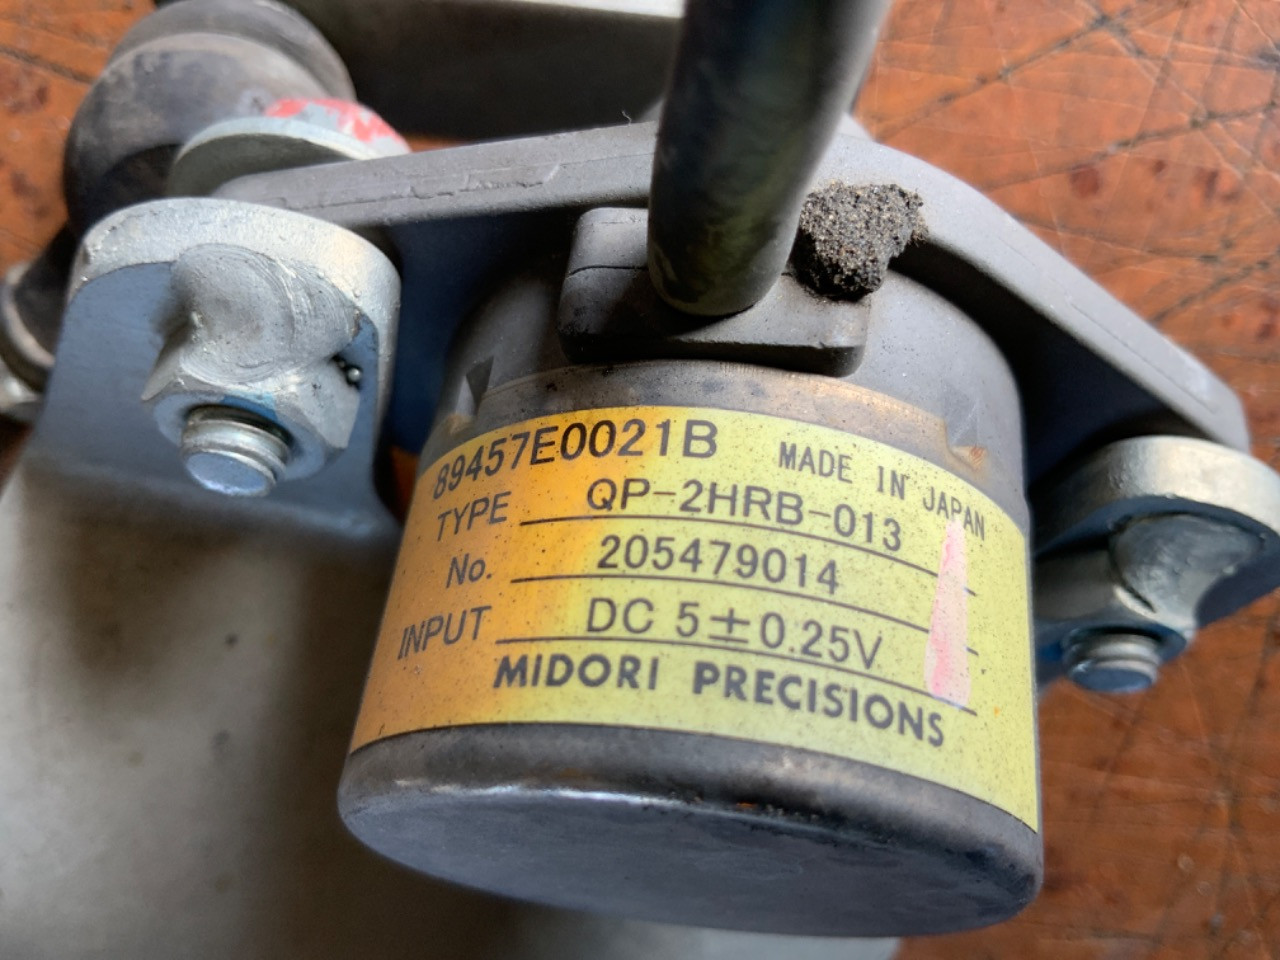 89457E0021B MADE IN JAPAN
TYPE QP-2HRB-013
No. 205479014
INPUT DC 5±0.25V
MIDORI PRECISIONS